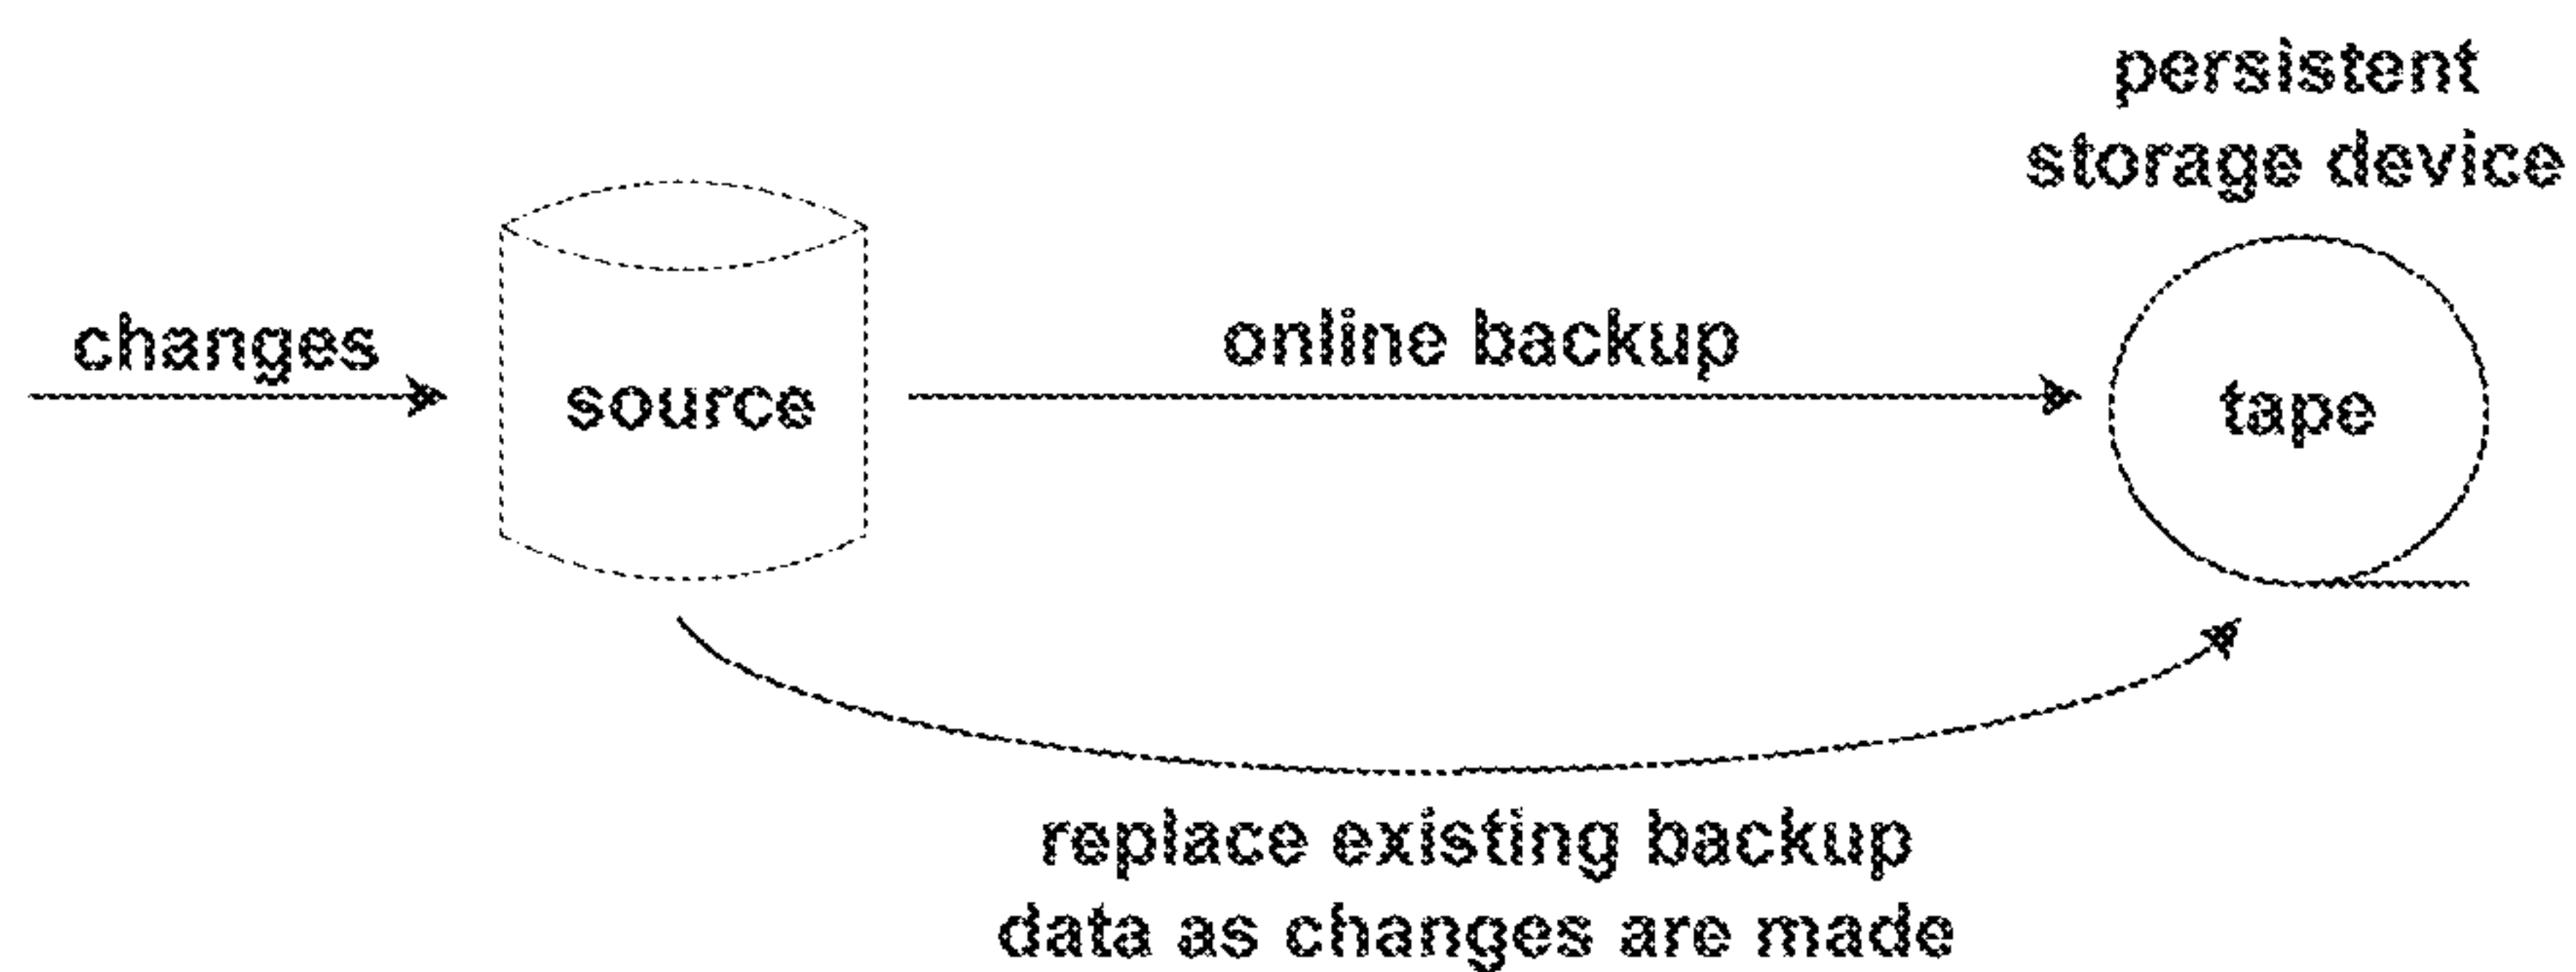 persistent
storage device
changes
source
online backup
tape
replace existing backup
data as changes are made